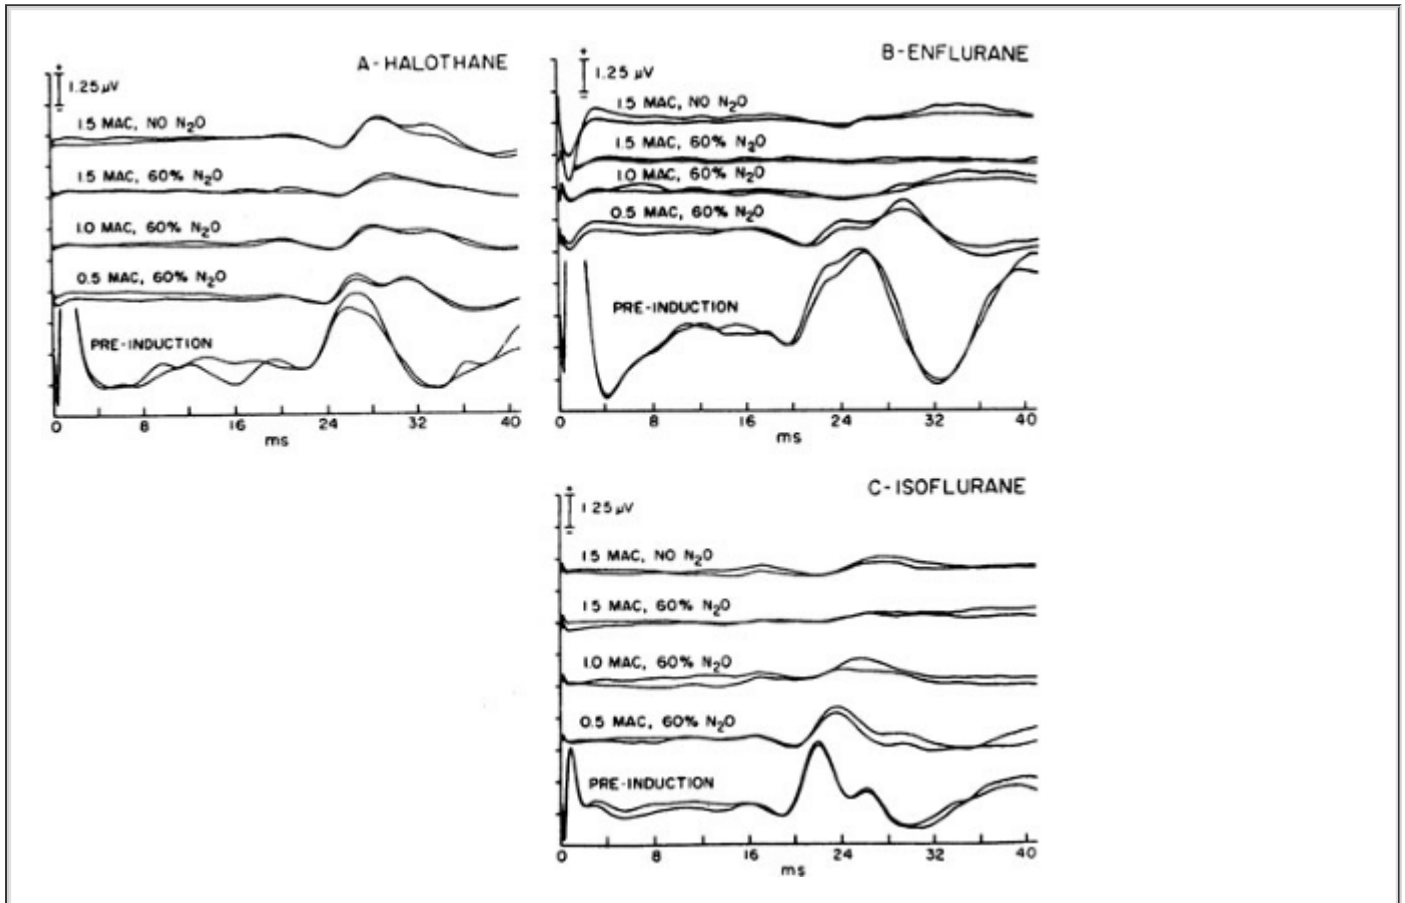 A-HALOTHANE
+
1.25 µV
–
1.5 MAC, NO N₂O
1.5 MAC, 60% N₂O
1.0 MAC, 60% N₂O
0.5 MAC, 60% N₂O
PRE-INDUCTION
0 8 16 24 32 40
ms
B-ENFLURANE
+
1.25 µV
–
1.5 MAC, NO N₂O
1.5 MAC, 60% N₂O
1.0 MAC, 60% N₂O
0.5 MAC, 60% N₂O
PRE-INDUCTION
0 8 16 24 32 40
ms
C-ISOFLURANE
+
1.25 µV
–
1.5 MAC, NO N₂O
1.5 MAC, 60% N₂O
1.0 MAC, 60% N₂O
0.5 MAC, 60% N₂O
PRE-INDUCTION
0 8 16 24 32 40
ms